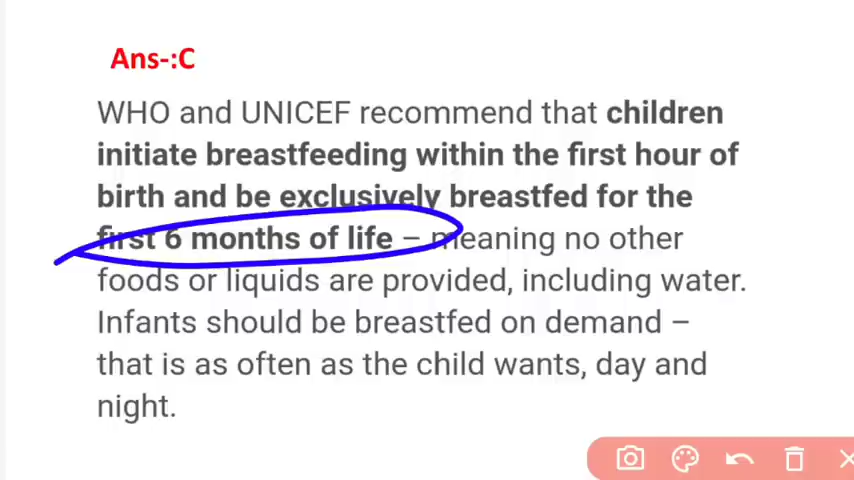 Ans-:C
WHO and UNICEF recommend that children
initiate breastfeeding within the first hour of
birth and be exclusively breastfed for the
first 6 months of life – meaning no other
foods or liquids are provided, including water.
Infants should be breastfed on demand –
that is as often as the child wants, day and
night.